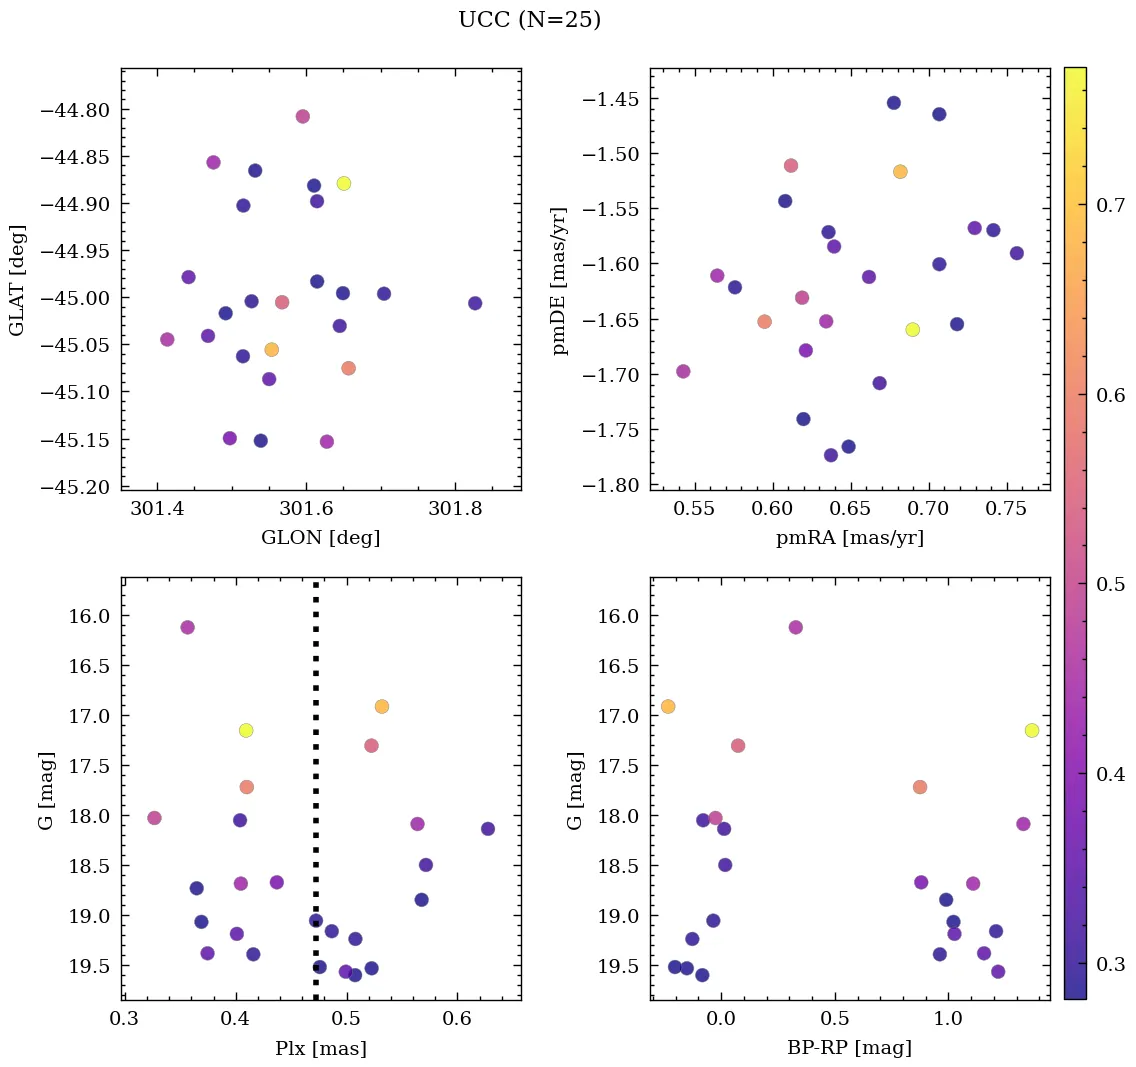 UCC (N=25)
−44.80
−44.85
−44.90
−44.95
−45.00
−45.05
−45.10
−45.15
−45.20
GLAT [deg]
301.4 301.6 301.8
GLON [deg]
−1.45
−1.50
−1.55
−1.60
−1.65
−1.70
−1.75
−1.80
pmDE [mas/yr]
0.55 0.60 0.65 0.70 0.75
pmRA [mas/yr]
16.0
16.5
17.0
17.5
18.0
18.5
19.0
19.5
G [mag]
0.3 0.4 0.5 0.6
Plx [mas]
16.0
16.5
17.0
17.5
18.0
18.5
19.0
19.5
G [mag]
0.0 0.5 1.0
BP-RP [mag]
0.7
0.6
0.5
0.4
0.3